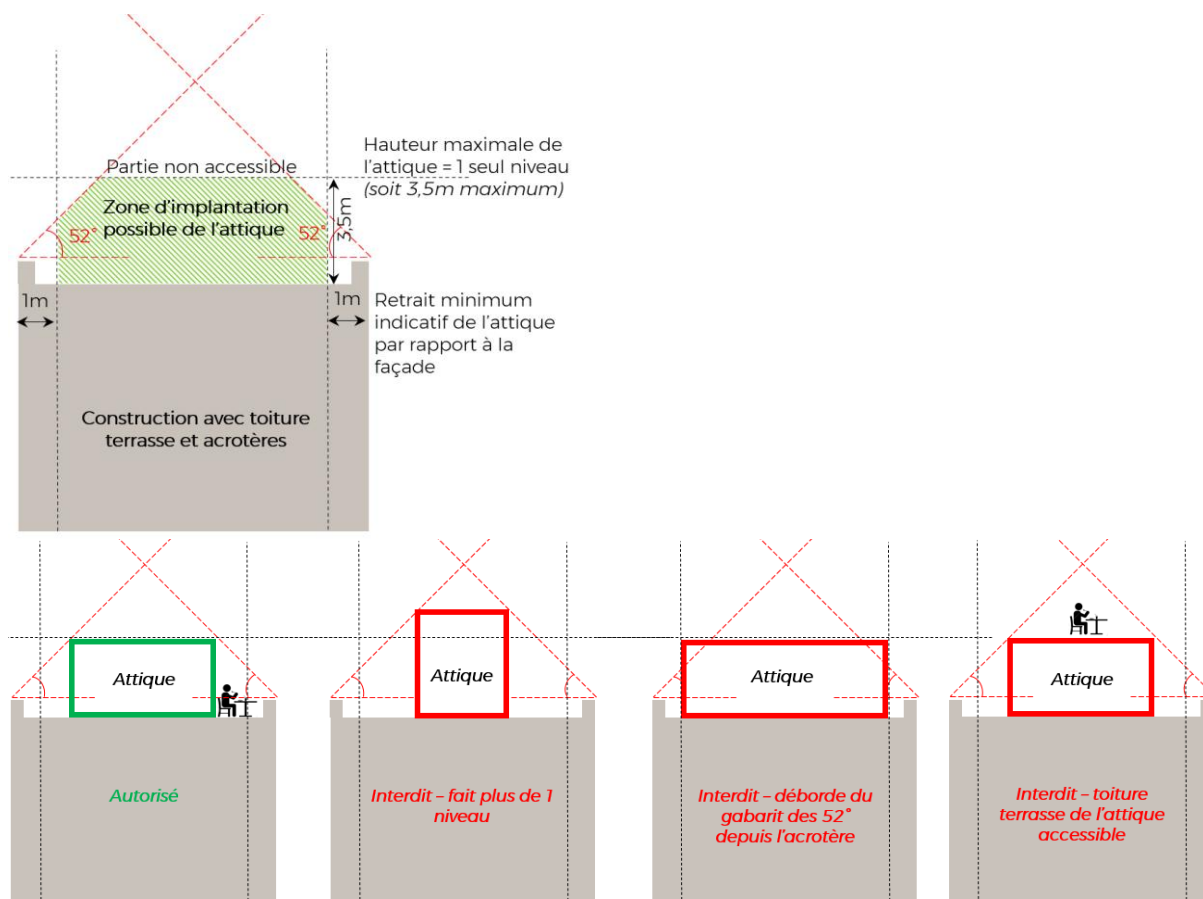 Partie non accessible
Hauteur maximale de
l'attique = 1 seul niveau
(soit 3,5m maximum)
Zone d'implantation
possible de l'attique
52°
52°
3,5m
1m
1m
Retrait minimum
indicatif de l'attique
par rapport à la
façade
Construction avec toiture
terrasse et acrotères
Attique
Autorisé
Attique
Interdit – fait plus de 1
niveau
Attique
Interdit – déborde du
gabarit des 52°
depuis l'acrotère
Attique
Interdit – toiture
terrasse de l'attique
accessible